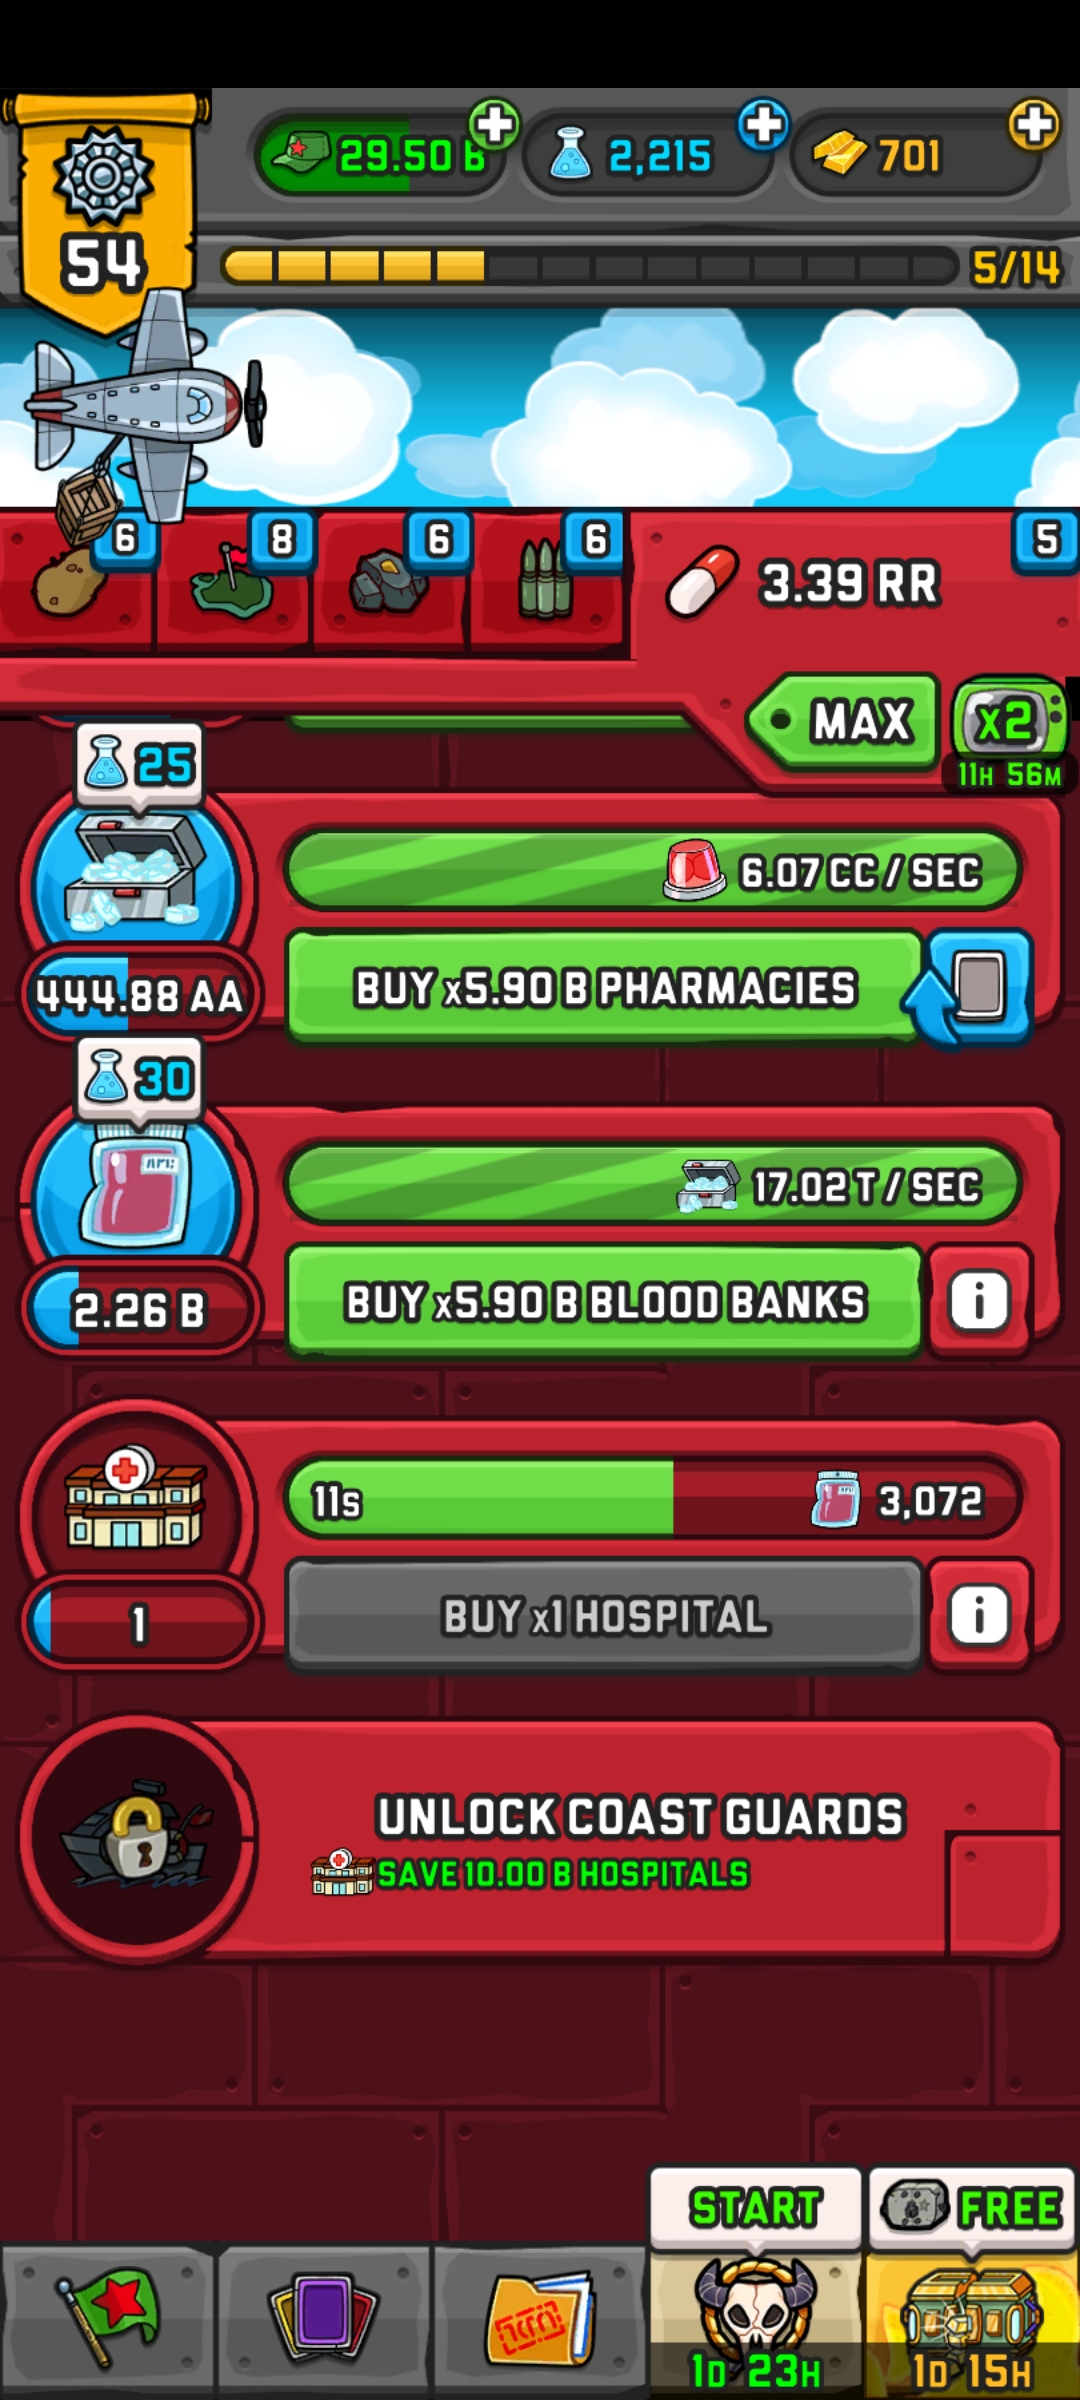 54
29.50 B
2,215
701
5/14
6
8
6
6
3.39 RR
5
MAX
x2
11H 56M
25
6.07 CC / SEC
444.88 AA
BUY x5.90 B PHARMACIES
30
17.02 T / SEC
2.26 B
BUY x5.90 B BLOOD BANKS
i
11s
3,072
1
BUY x1 HOSPITAL
i
UNLOCK COAST GUARDS
SAVE 10.00 B HOSPITALS
START
FREE
1D 23H
1D 15H